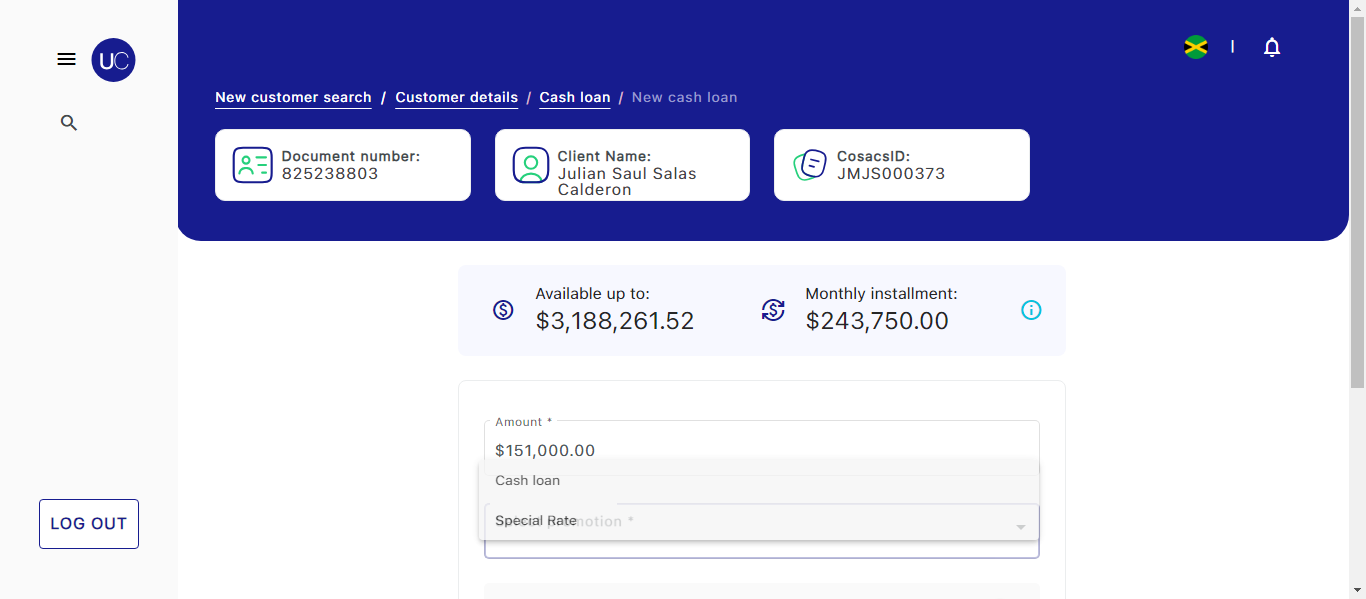 UC
New customer search / Customer details / Cash loan / New cash loan
Document number:
825238803
Client Name:
Julian Saul Salas
Calderon
CosacsID:
JMJS000373
Available up to:
$3,188,261.52
Monthly installment:
$243,750.00
Amount *
$151,000.00
Cash loan
Special Rate
promotion *
LOG OUT